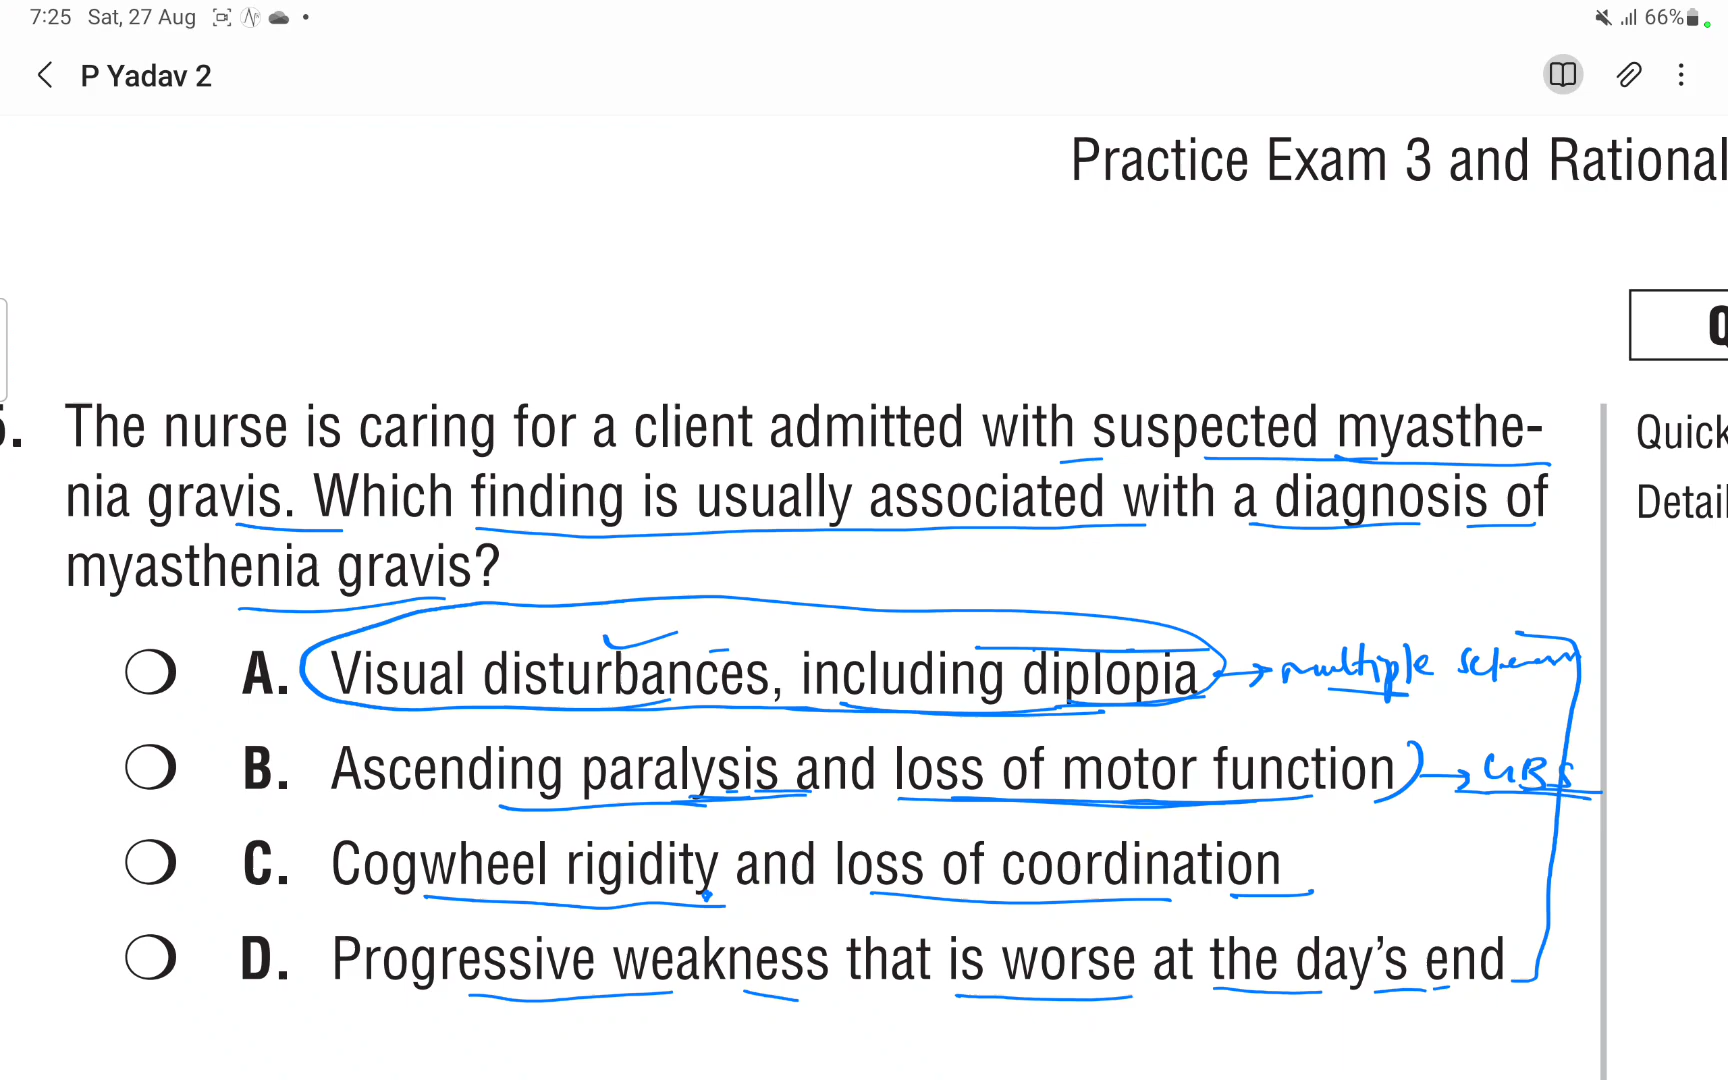 7:25 Sat, 27 Aug
66%
P Yadav 2
Practice Exam 3 and Rational
Q
5. The nurse is caring for a client admitted with suspected myasthe-
nia gravis. Which finding is usually associated with a diagnosis of
myasthenia gravis?
Quick
Detail
A. Visual disturbances, including diplopia → multiple
B. Ascending paralysis and loss of motor function → GBS
C. Cogwheel rigidity and loss of coordination
D. Progressive weakness that is worse at the day's end